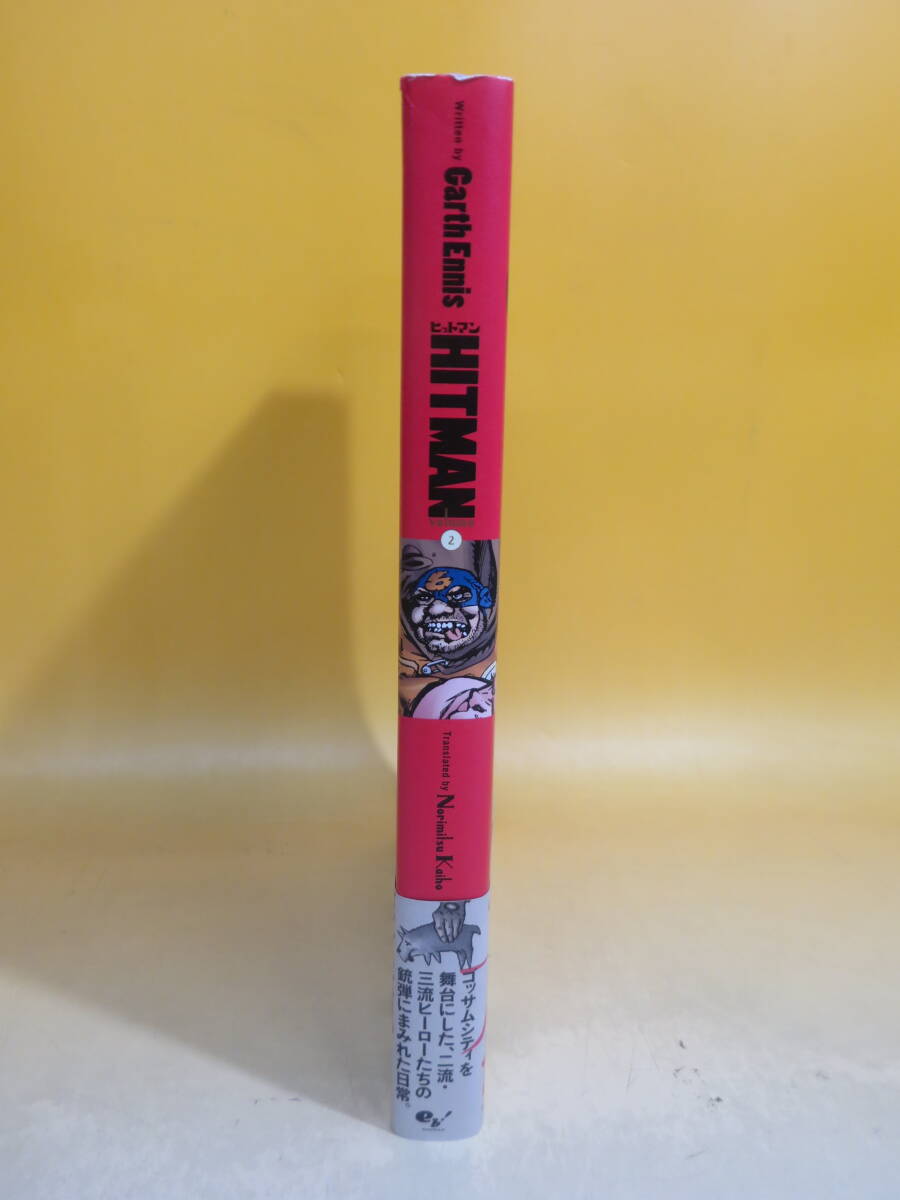 Written by
Garth Ennis
ヒットマン
HITMAN
2
Translated by
Norimitsu Kaiho
ゴッサムシティを
舞台にした、二流・
三流ヒーローたちの
銃弾にまみれた日常。
eb!